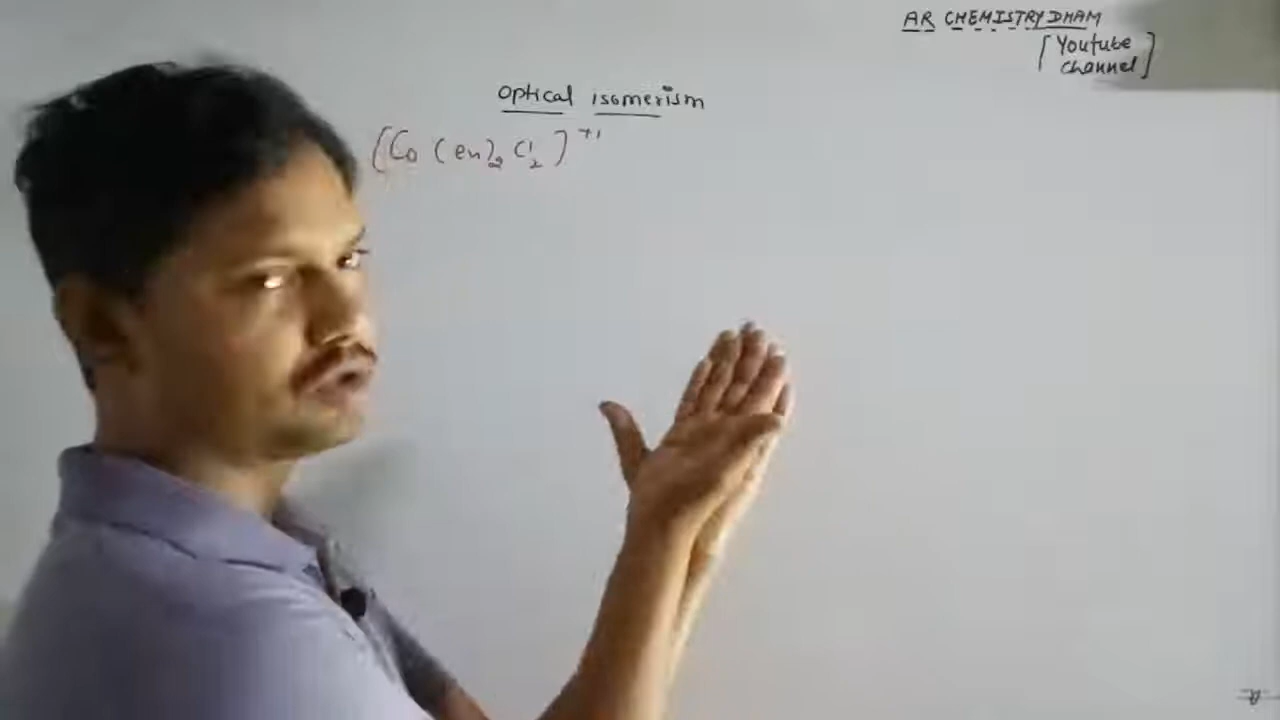 AR CHEMISTRY DHAM
[Youtube
channel]
Optical isomerism
[Co (en)2 Cl2]+1